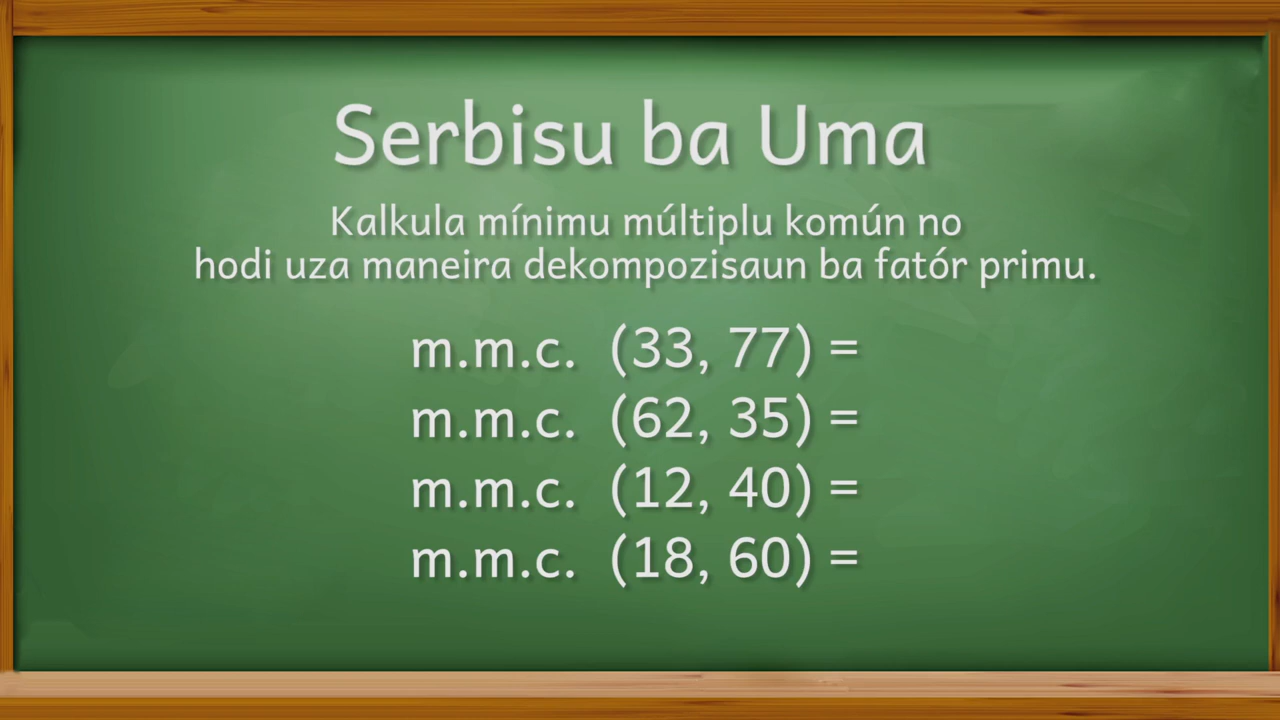 Serbisu ba Uma
Kalkula mínimu múltiplu komún no
hodi uza maneira dekompozisaun ba fatór primu.
m.m.c. (33, 77) =
m.m.c. (62, 35) =
m.m.c. (12, 40) =
m.m.c. (18, 60) =